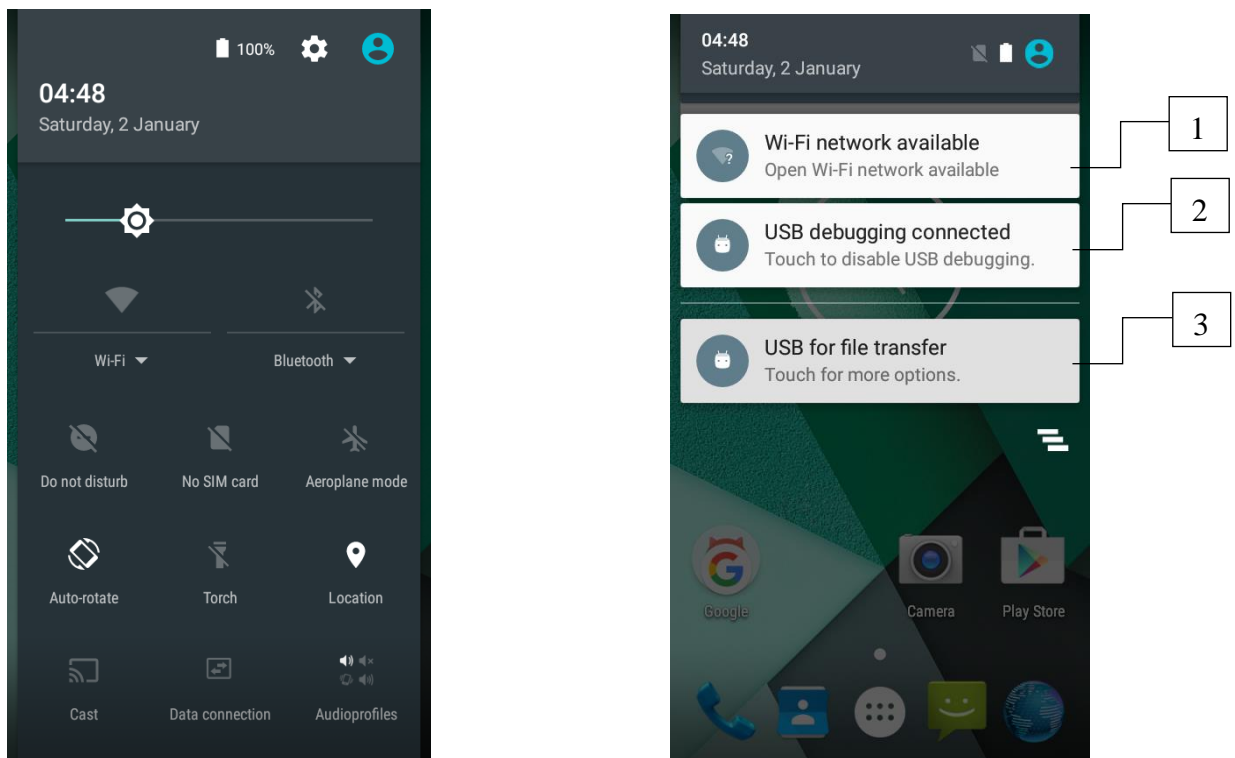 100%
04:48
Saturday, 2 January
Wi-Fi
Bluetooth
Do not disturb
No SIM card
Aeroplane mode
Auto-rotate
Torch
Location
Cast
Data connection
Audioprofiles
04:48
Saturday, 2 January
Wi-Fi network available
Open Wi-Fi network available
1
USB debugging connected
Touch to disable USB debugging.
2
USB for file transfer
Touch for more options.
3
Google
Camera
Play Store